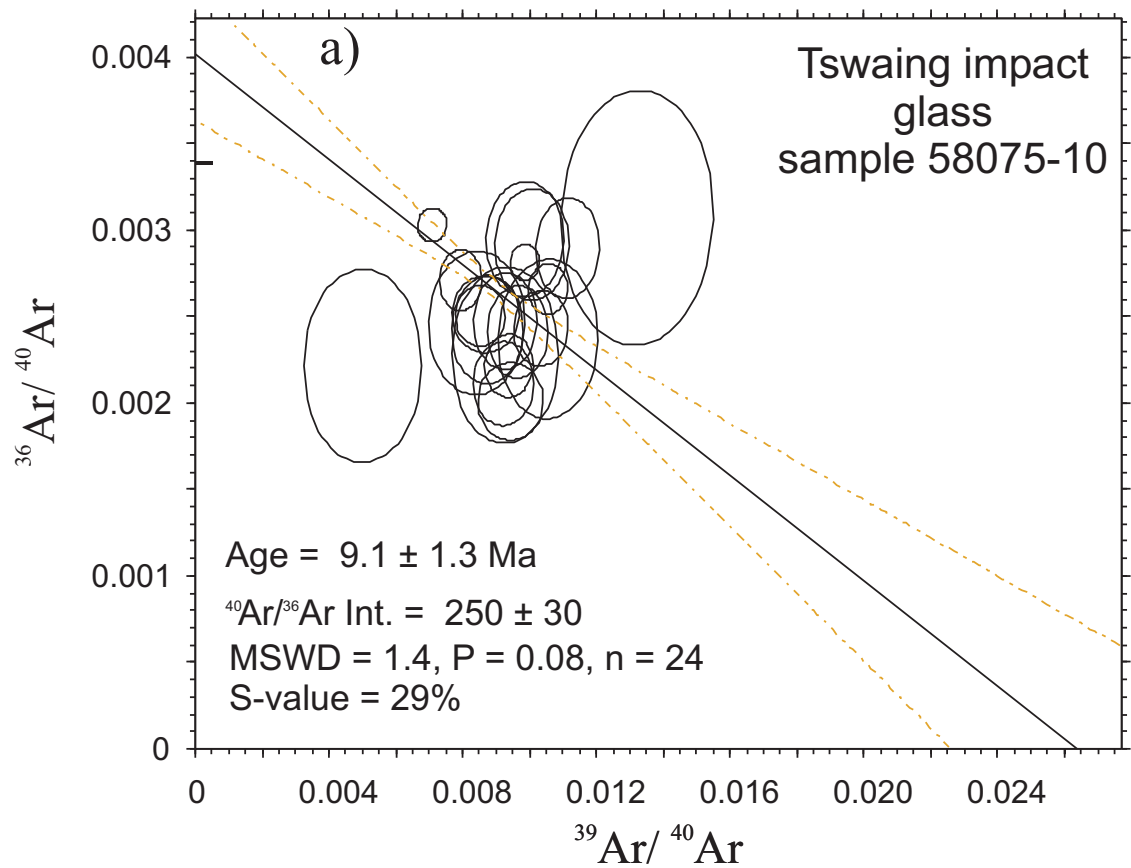 a)
Tswaing impact
glass
sample 58075-10
0.004
0.003
0.002
0.001
0
³⁶Ar/ ⁴⁰Ar
Age = 9.1 ± 1.3 Ma
⁴⁰Ar/³⁶Ar Int. = 250 ± 30
MSWD = 1.4, P = 0.08, n = 24
S-value = 29%
0 0.004 0.008 0.012 0.016 0.020 0.024
³⁹Ar/ ⁴⁰Ar